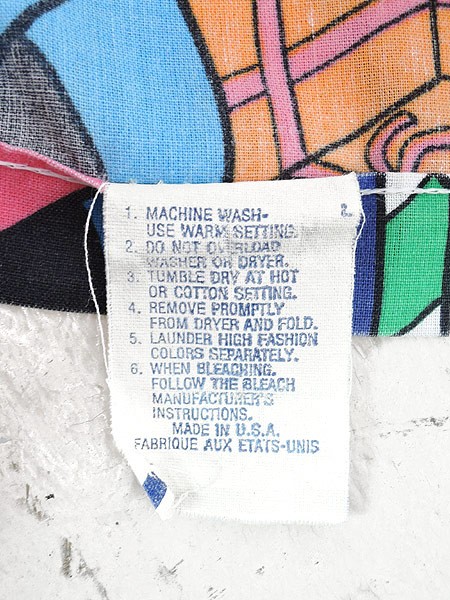 1. MACHINE WASH-
USE WARM SETTING.
2. DO NOT OVERLOAD
WASHER OR DRYER.
3. TUMBLE DRY AT HOT
OR COTTON SETTING.
4. REMOVE PROMPTLY
FROM DRYER AND FOLD.
5. LAUNDER HIGH FASHION
COLORS SEPARATELY.
6. WHEN BLEACHING.
FOLLOW THE BLEACH
MANUFACTURER'S
INSTRUCTIONS.
MADE IN U.S.A.
FABRIQUE AUX ETATS-UNIS